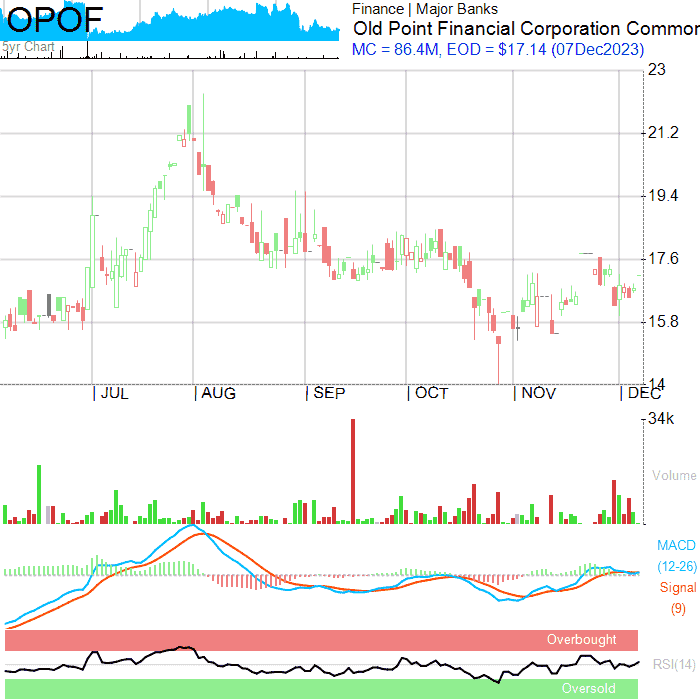 OPOF
Finance | Major Banks
Old Point Financial Corporation Common
5yr Chart
MC = 86.4M, EOD = $17.14 (07Dec2023)
23
21.2
19.4
17.6
15.8
14
JUL AUG SEP OCT NOV DEC
34k
Volume
MACD
(12-26)
Signal
(9)
Overbought
RSI(14)
Oversold